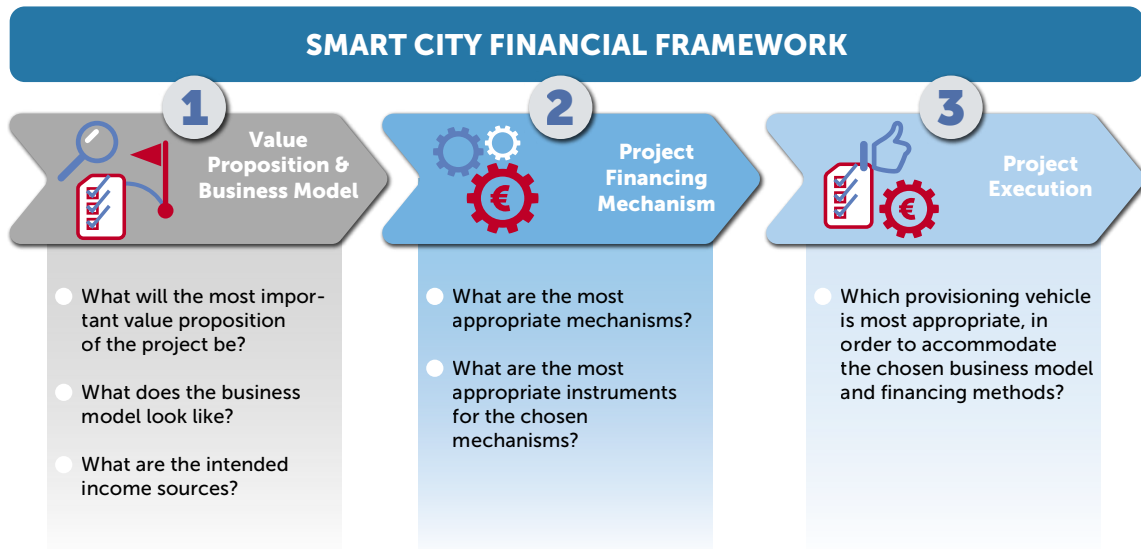 SMART CITY FINANCIAL FRAMEWORK
1
Value
Proposition &
Business Model
What will the most impor-
tant value proposition
of the project be?
What does the business
model look like?
What are the intended
income sources?
2
Project
Financing
Mechanism
€
What are the most
appropriate mechanisms?
What are the most
appropriate instruments
for the chosen
mechanisms?
3
Project
Execution
€
Which provisioning vehicle
is most appropriate, in
order to accommodate
the chosen business model
and financing methods?